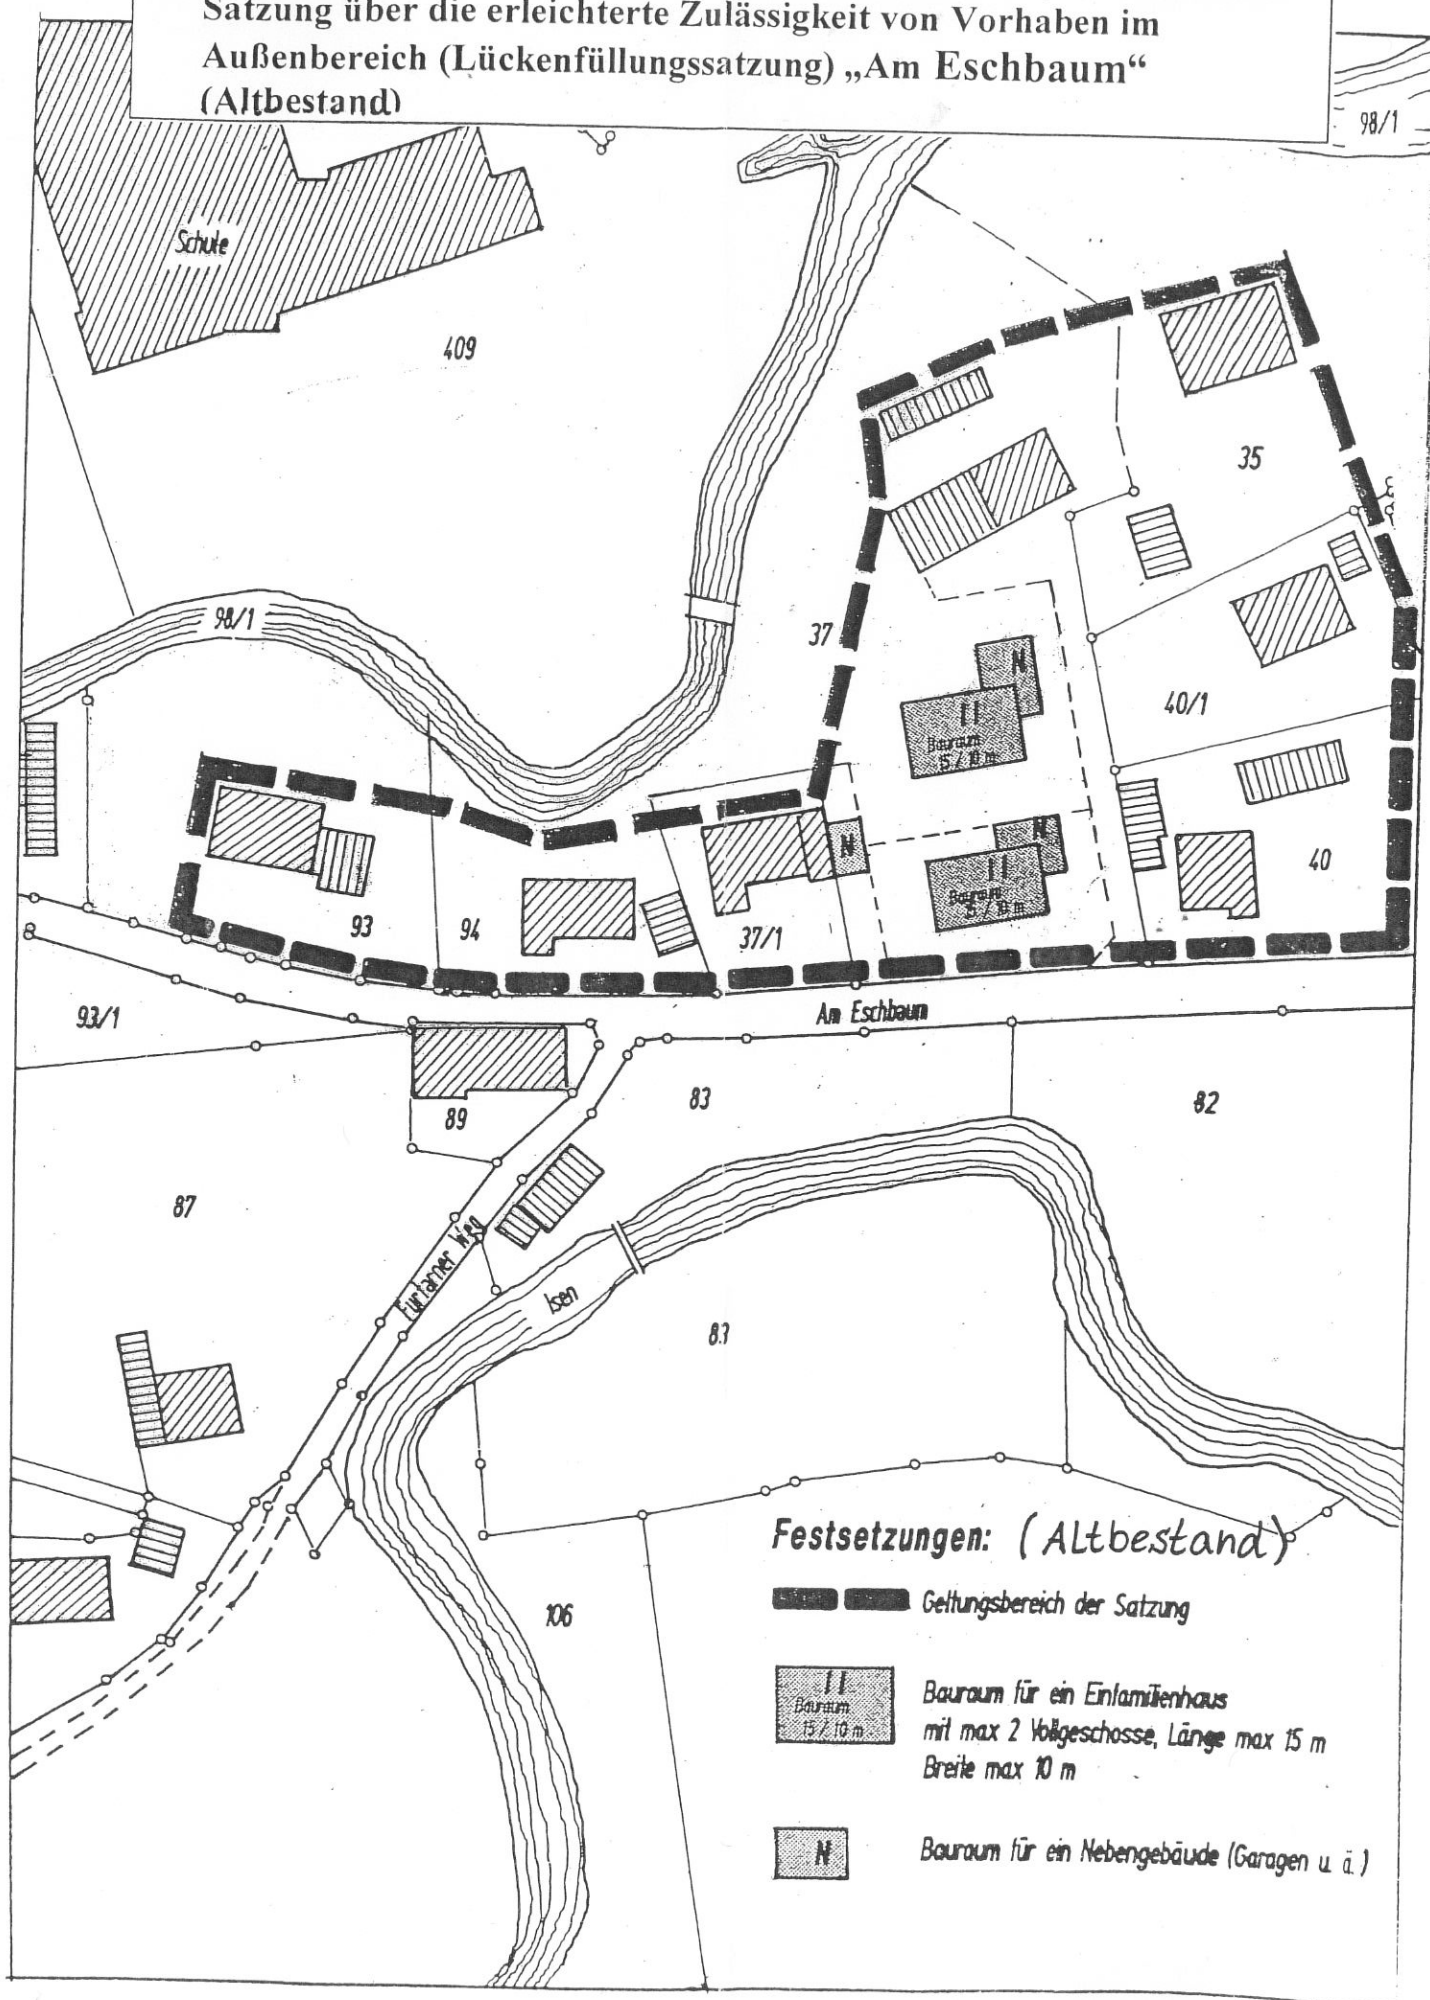 Satzung über die erleichterte Zulässigkeit von Vorhaben im
Außenbereich (Lückenfüllungssatzung) „Am Eschbaum“
(Altbestand)
98/1
Schule
409
35
98/1
37
N
II
Bauraum
15 / 10 m
40/1
N
N
II
Bauraum
15 / 10 m
40
93
94
37/1
93/1
Am Eschbaum
89
83
82
87
Furtarner Weg
Isen
83
106
Festsetzungen: (Altbestand)
Geltungsbereich der Satzung
II
Bauraum
15 / 10 m
Bauraum für ein Einfamilienhaus
mit max 2 Vollgeschosse, Länge max 15 m
Breite max 10 m
N
Bauraum für ein Nebengebäude (Garagen u. ä.)